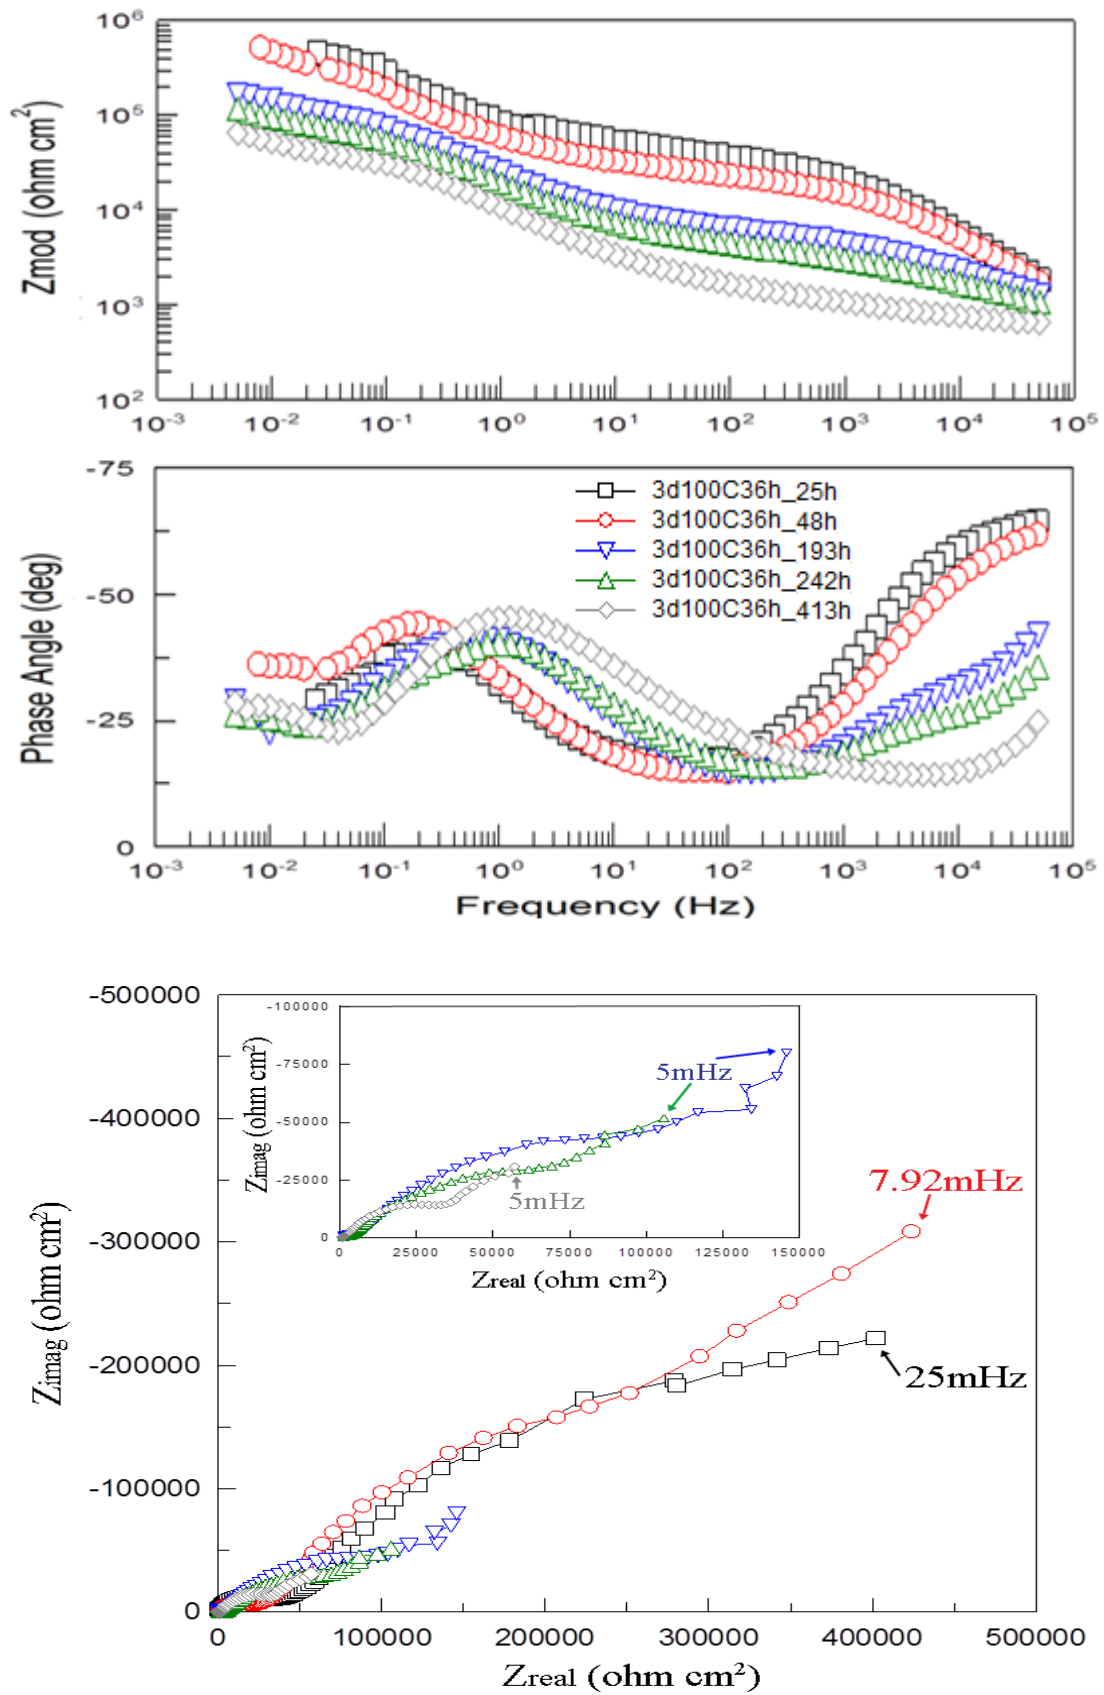 10⁶
10⁵
10⁴
10³
10²
Zmod (ohm cm²)
10⁻³ 10⁻² 10⁻¹ 10⁰ 10¹ 10² 10³ 10⁴ 10⁵
-75
-50
-25
0
Phase Angle (deg)
3d100C36h_25h
3d100C36h_48h
3d100C36h_193h
3d100C36h_242h
3d100C36h_413h
10⁻³ 10⁻² 10⁻¹ 10⁰ 10¹ 10² 10³ 10⁴ 10⁵
Frequency (Hz)
-500000
-400000
-300000
-200000
-100000
0
Zimag (ohm cm²)
-100000
-75000
-50000
-25000
0
Zimag (ohm cm²)
5mHz
5mHz
0 25000 50000 75000 100000 125000 150000
Zreal (ohm cm²)
7.92mHz
25mHz
0 100000 200000 300000 400000 500000
Zreal (ohm cm²)